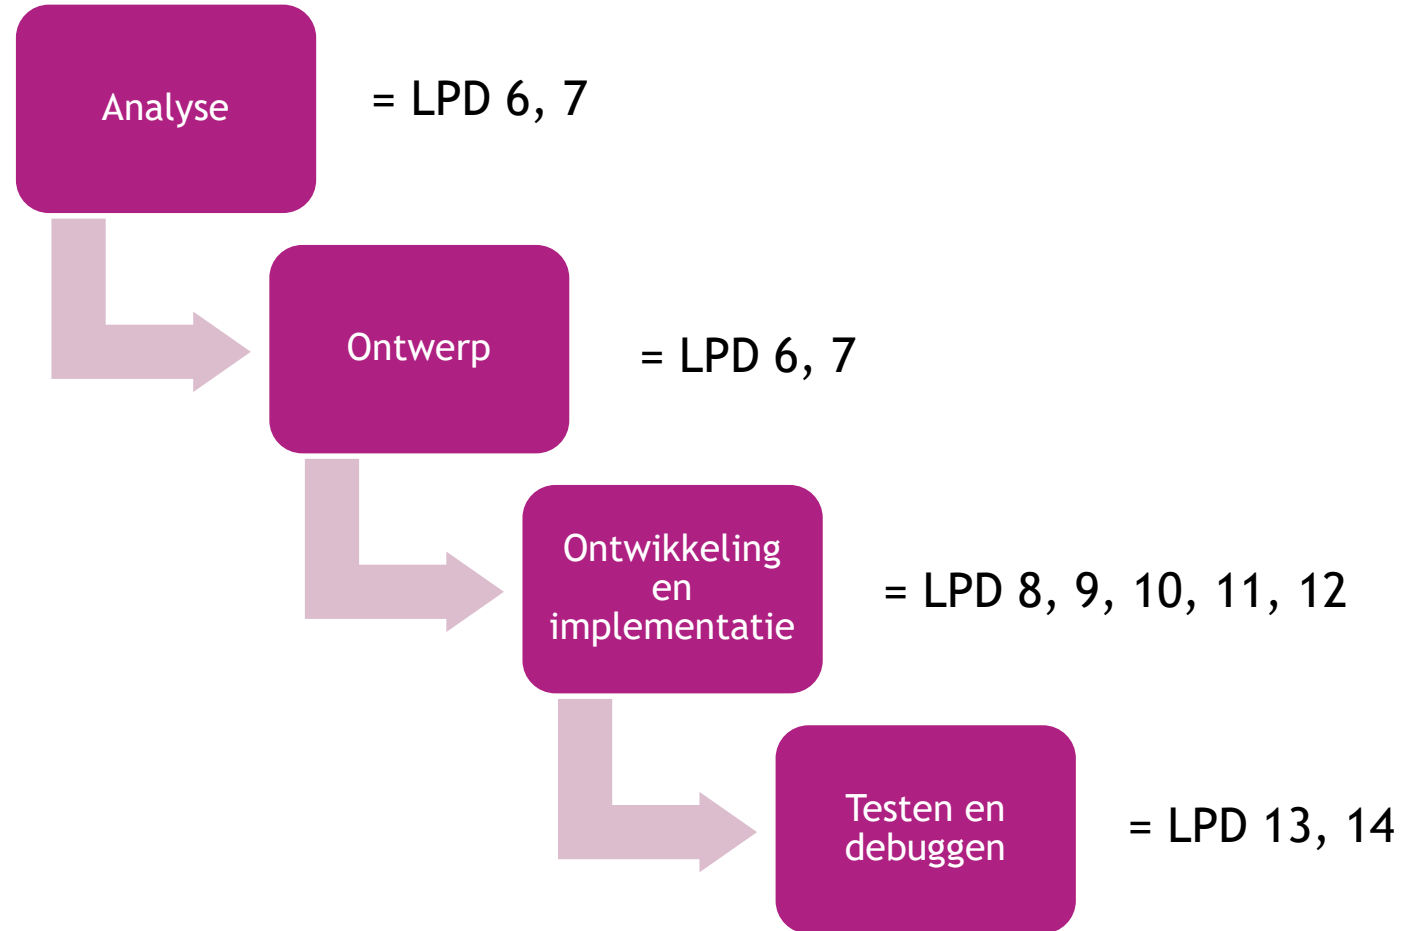 Analyse
= LPD 6, 7
Ontwerp
= LPD 6, 7
Ontwikkeling
en
implementatie
= LPD 8, 9, 10, 11, 12
Testen en
debuggen
= LPD 13, 14